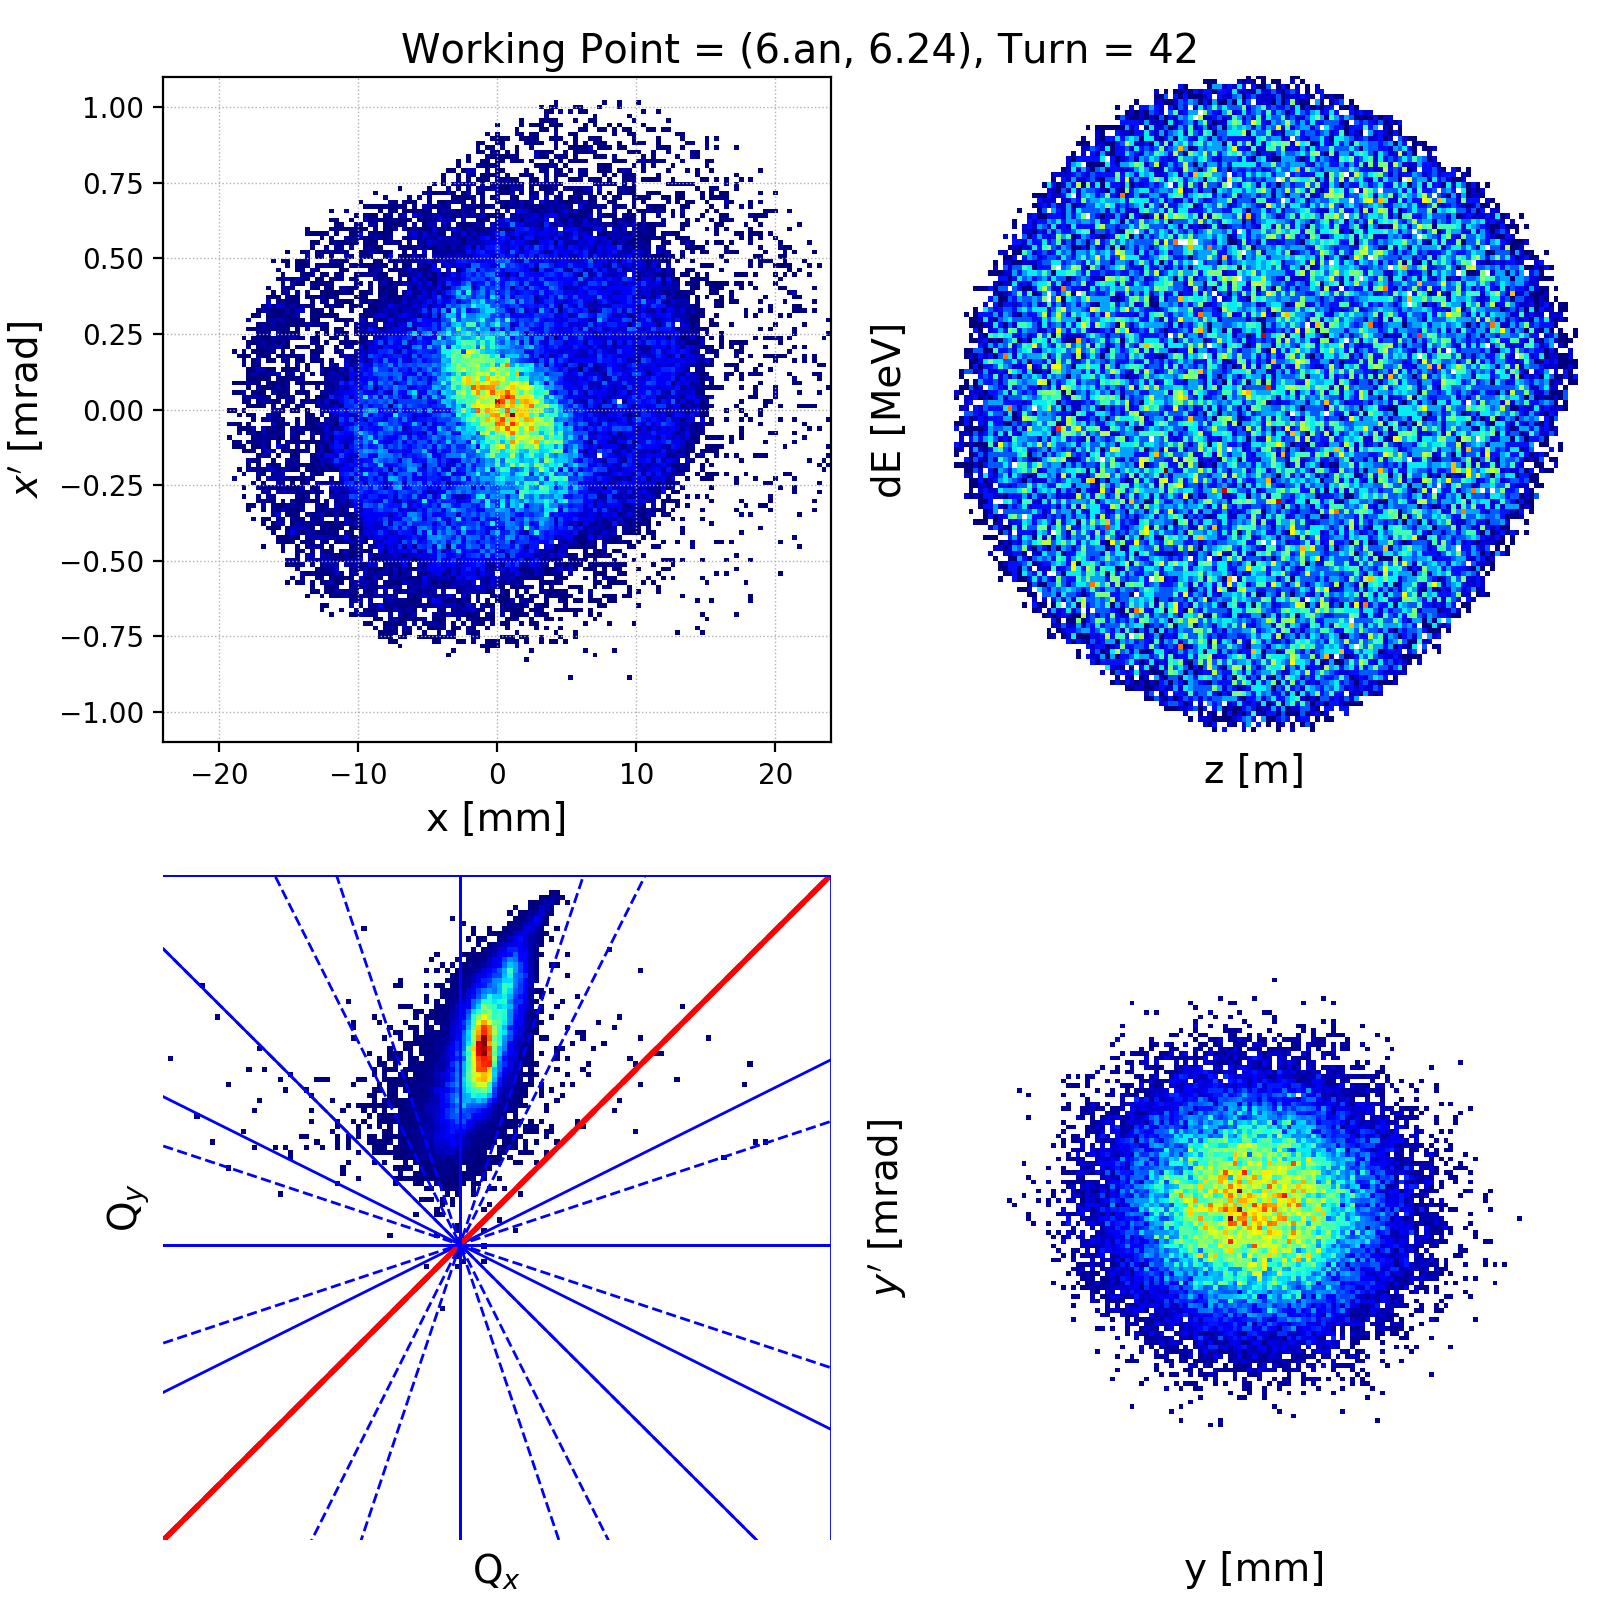 Working Point = (6.an, 6.24), Turn = 42
1.00
0.75
0.50
0.25
0.00
−0.25
−0.50
−0.75
−1.00
x′ [mrad]
−20 −10 0 10 20
x [mm]
dE [MeV]
z [m]
Qy
Qx
y′ [mrad]
y [mm]